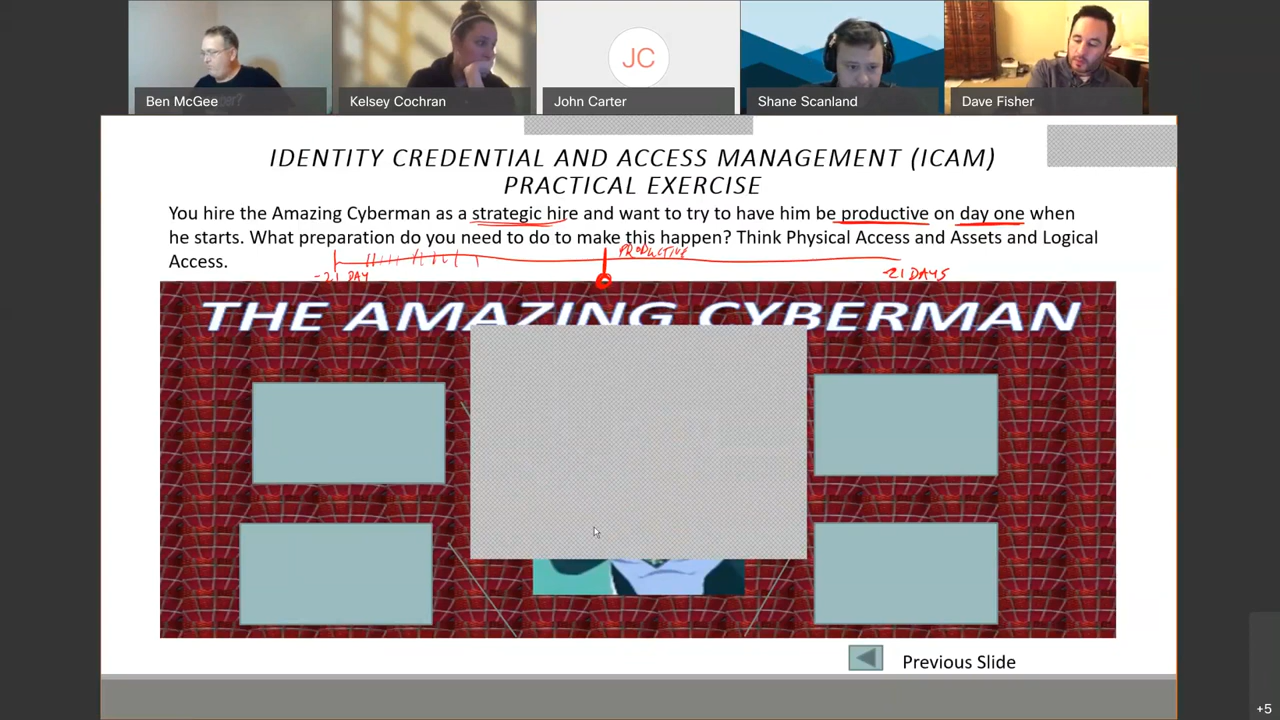 Ben McGee
Kelsey Cochran
JC
John Carter
Shane Scanland
Dave Fisher
IDENTITY CREDENTIAL AND ACCESS MANAGEMENT (ICAM)
PRACTICAL EXERCISE
You hire the Amazing Cyberman as a strategic hire and want to try to have him be productive on day one when
he starts. What preparation do you need to do to make this happen? Think Physical Access and Assets and Logical
Access.
PRODUCTIVE
-21 DAY
-21 DAYS
THE AMAZING CYBERMAN
Previous Slide
+5